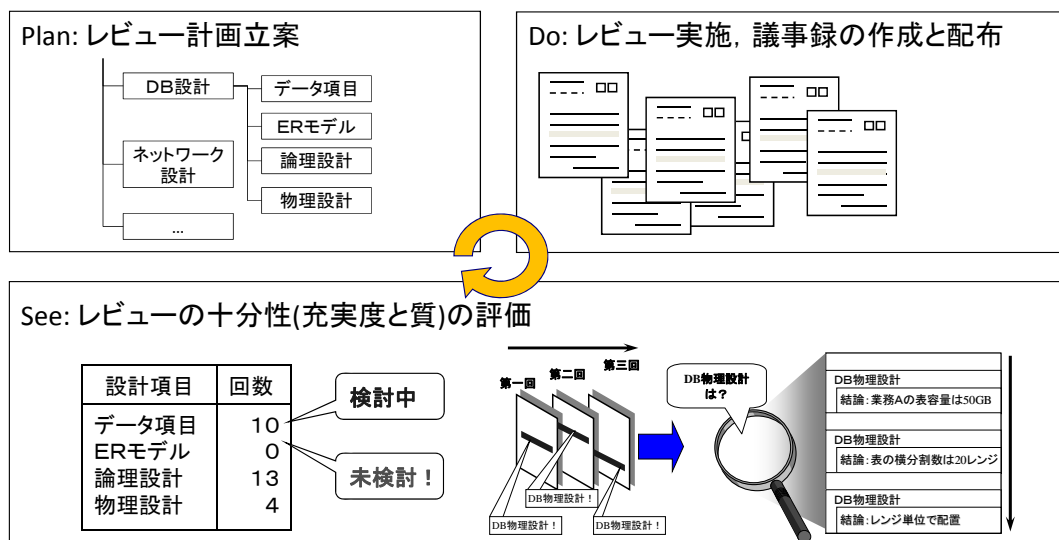 Plan: レビュー計画立案
DB設計
データ項目
ERモデル
ネットワーク
設計
論理設計
物理設計
...
Do: レビュー実施, 議事録の作成と配布
See: レビューの十分性(充実度と質)の評価
設計項目 回数
データ項目 10
ERモデル 0
論理設計 13
物理設計 4
検討中
未検討！
第一回
第二回
第三回
DB物理設計！
DB物理設計！
DB物理設計！
DB物理設計
は？
DB物理設計
結論：業務Aの表容量は50GB
DB物理設計
結論：表の横分割数は20レンジ
DB物理設計
結論：レンジ単位で配置